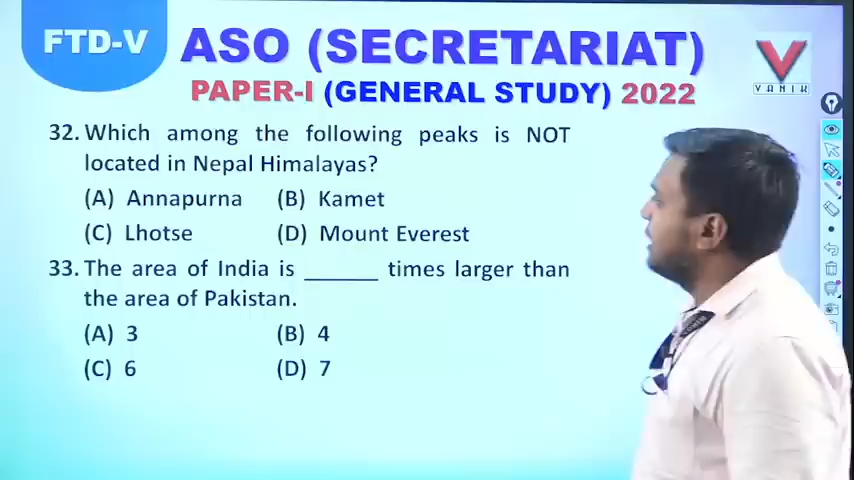 FTD-V
ASO (SECRETARIAT)
PAPER-I (GENERAL STUDY) 2022
VANIK
32. Which among the following peaks is NOT
located in Nepal Himalayas?
(A) Annapurna (B) Kamet
(C) Lhotse (D) Mount Everest
33. The area of India is ______ times larger than
the area of Pakistan.
(A) 3 (B) 4
(C) 6 (D) 7